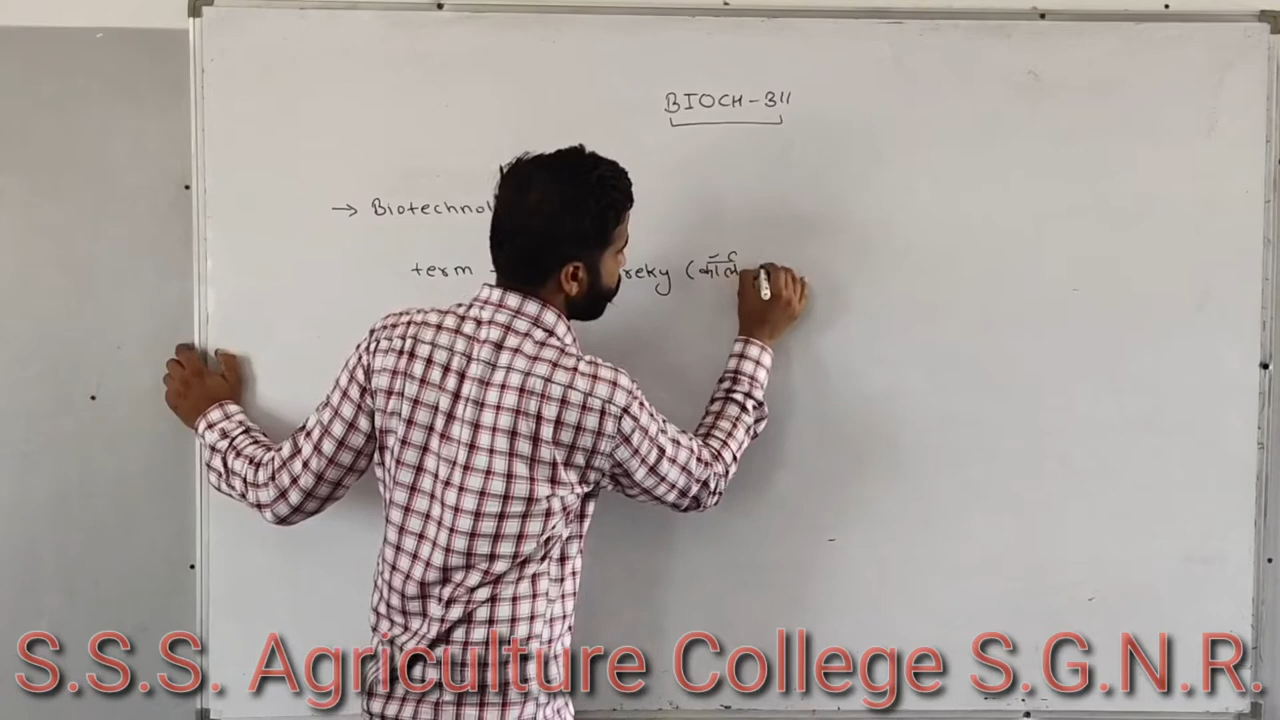 BIOCH-311
→ Biotechnol
term - reky (
S.S.S. Agriculture College S.G.N.R.